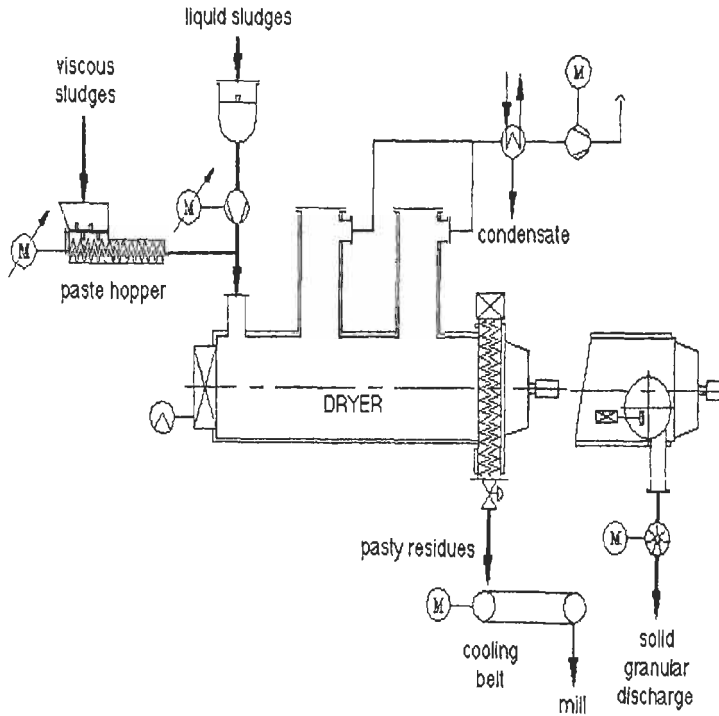 liquid sludges
viscous
sludges
M
M
M
paste hopper
condensate
DRYER
pasty residues
M
M
cooling
belt
mill
solid
granular
discharge